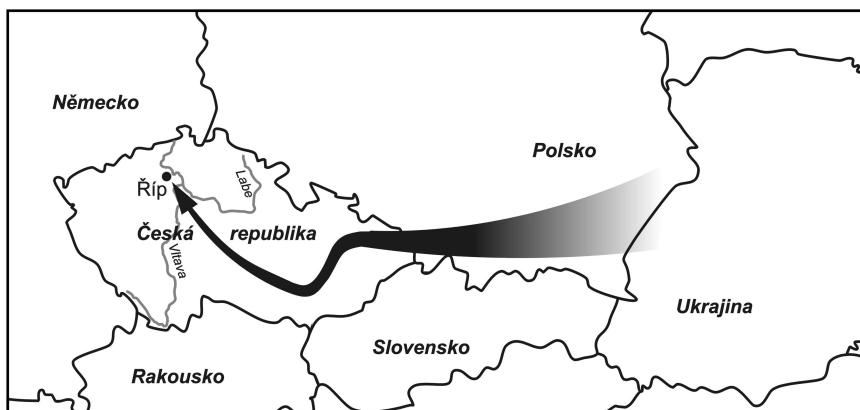 Německo
Polsko
Labe
Říp
Česká republika
Vltava
Ukrajina
Slovensko
Rakousko